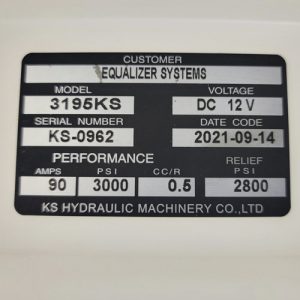 CUSTOMER
EQUALIZER SYSTEMS
MODEL VOLTAGE
3195KS DC 12V
SERIAL NUMBER DATE CODE
KS-0962 2021-09-14
PERFORMANCE RELIEF
AMPS PSI CC/R PSI
90 3000 0.5 2800
KS HYDRAULIC MACHINERY CO.,LTD